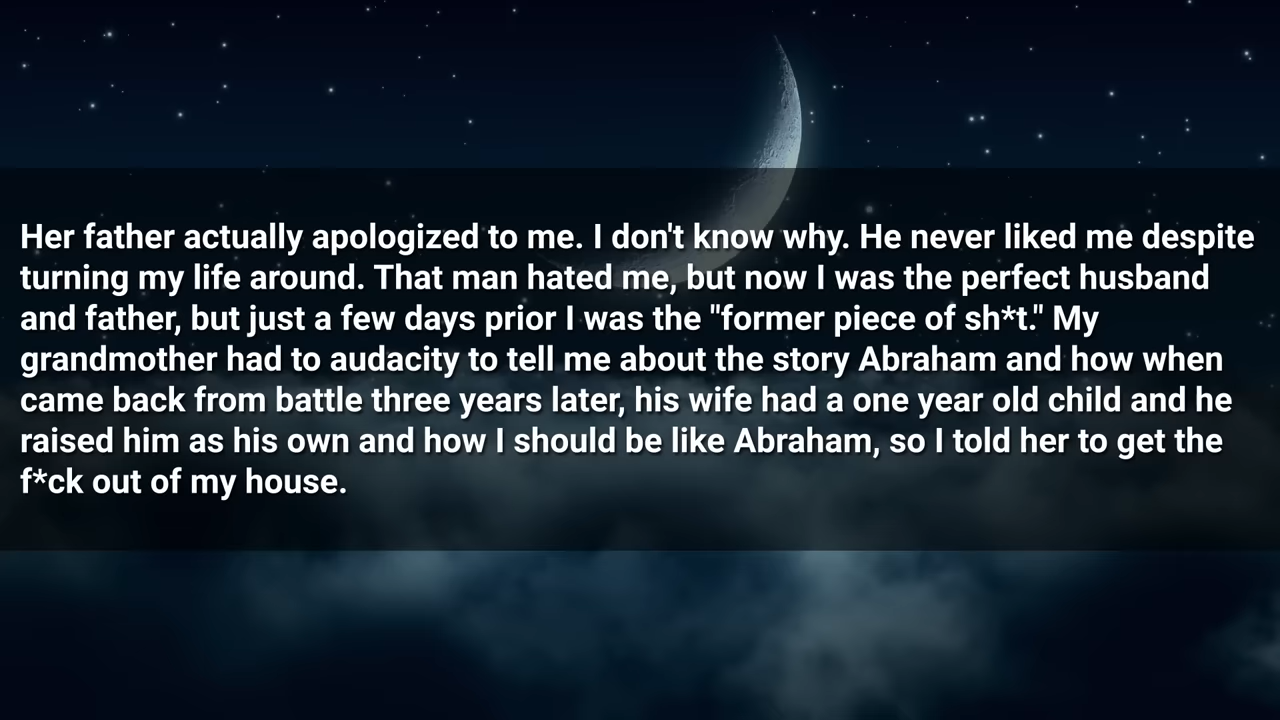 Her father actually apologized to me. I don't know why. He never liked me despite
turning my life around. That man hated me, but now I was the perfect husband
and father, but just a few days prior I was the "former piece of sh*t." My
grandmother had to audacity to tell me about the story Abraham and how when
came back from battle three years later, his wife had a one year old child and he
raised him as his own and how I should be like Abraham, so I told her to get the
f*ck out of my house.